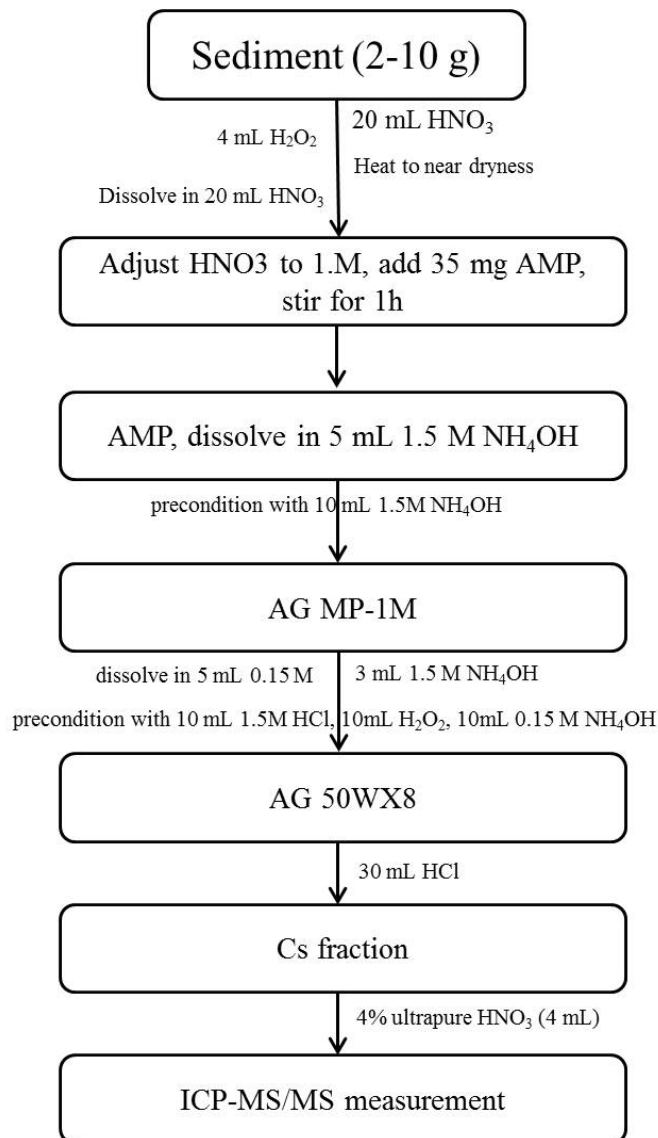 Sediment (2-10 g)
4 mL H₂O₂
20 mL HNO₃
Heat to near dryness
Dissolve in 20 mL HNO₃
Adjust HNO3 to 1.M, add 35 mg AMP,
stir for 1h
AMP, dissolve in 5 mL 1.5 M NH₄OH
precondition with 10 mL 1.5M NH₄OH
AG MP-1M
dissolve in 5 mL 0.15 M
3 mL 1.5 M NH₄OH
precondition with 10 mL 1.5M HCl, 10mL H₂O₂, 10mL 0.15 M NH₄OH
AG 50WX8
30 mL HCl
Cs fraction
4% ultrapure HNO₃ (4 mL)
ICP-MS/MS measurement